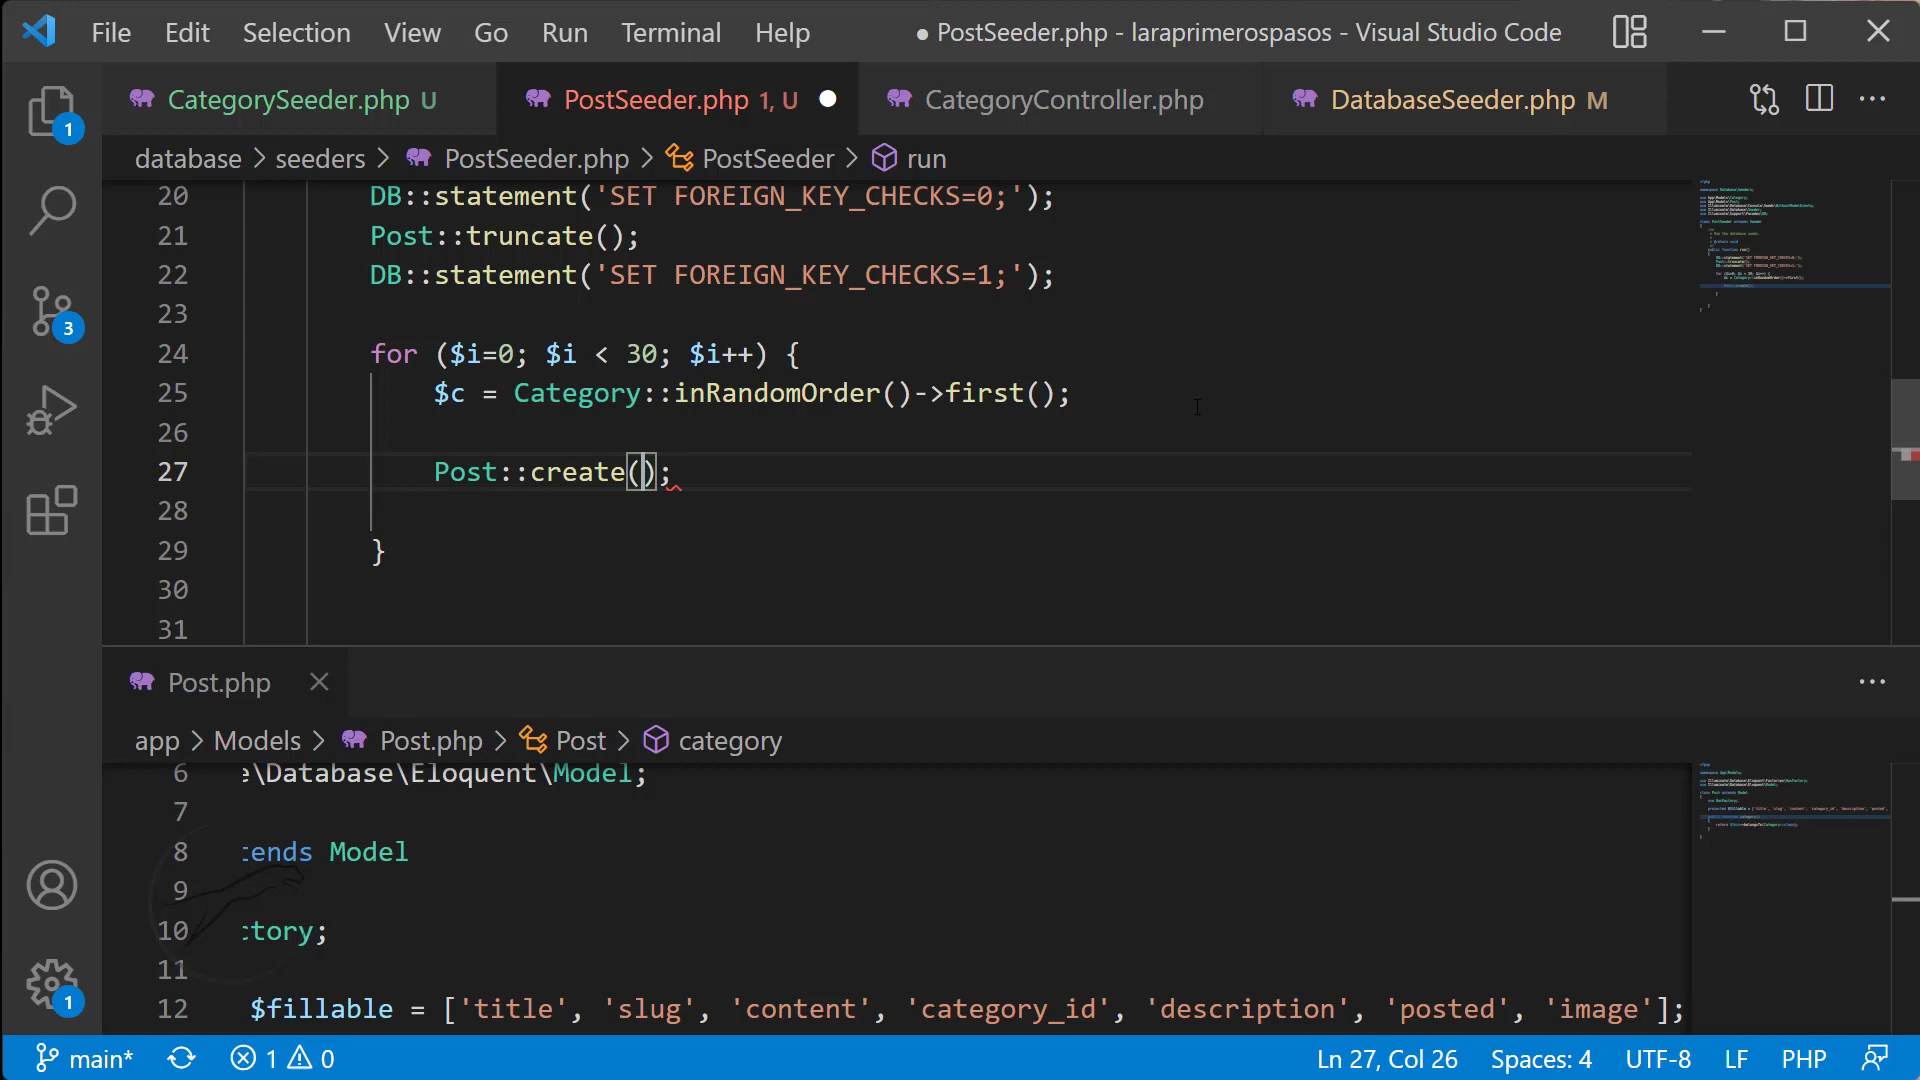 File Edit Selection View Go Run Terminal Help ● PostSeeder.php - laraprimerospasos - Visual Studio Code
CategorySeeder.php U PostSeeder.php 1, U CategoryController.php DatabaseSeeder.php M
database > seeders > PostSeeder.php > PostSeeder > run
20 DB::statement('SET FOREIGN_KEY_CHECKS=0;');
21 Post::truncate();
22 DB::statement('SET FOREIGN_KEY_CHECKS=1;');
23
24 for ($i=0; $i < 30; $i++) {
25 $c = Category::inRandomOrder()->first();
26
27 Post::create();
28
29 }
30
31
1
3
1
Post.php
app > Models > Post.php > Post > category
6 e\Database\Eloquent\Model;
7
8 tends Model
9
10 ctory;
11
12 $fillable = ['title', 'slug', 'content', 'category_id', 'description', 'posted', 'image'];
main* 1 0 Ln 27, Col 26 Spaces: 4 UTF-8 LF PHP